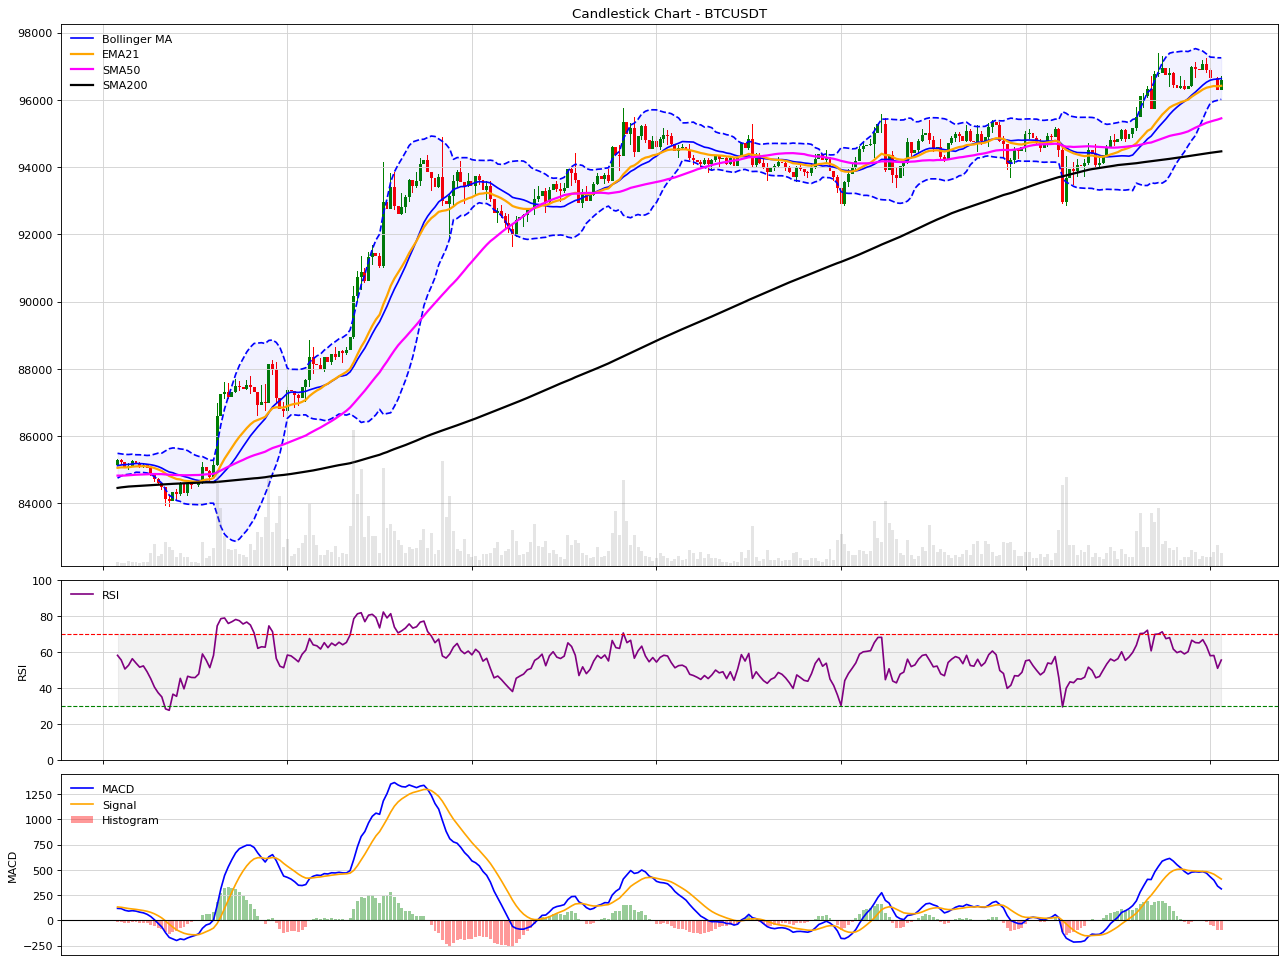 Candlestick Chart - BTCUSDT
98000
96000
94000
92000
90000
88000
86000
84000
Bollinger MA
EMA21
SMA50
SMA200
100
80
60
40
20
0
RSI
RSI
1250
1000
750
500
250
0
−250
MACD
MACD
Signal
Histogram